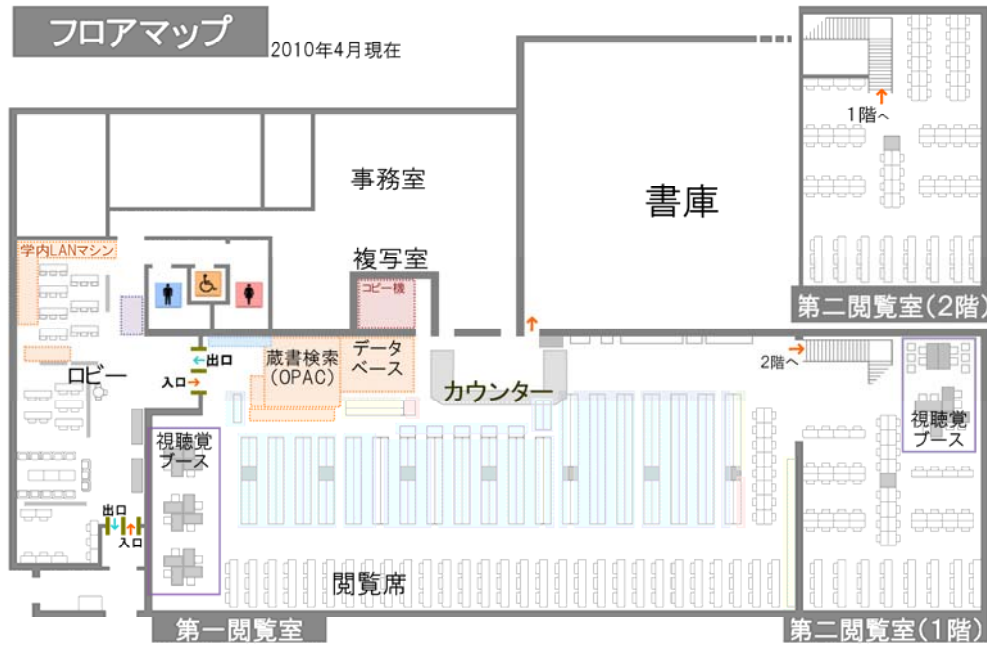 フロアマップ
2010年4月現在
1階へ
事務室
書庫
学内LANマシン
複写室
コピー機
第二閲覧室(2階)
出口
入口
蔵書検索
(OPAC)
データ
ベース
カウンター
2階へ
ロビー
視聴覚
ブース
視聴覚
ブース
出口
入口
閲覧席
第一閲覧室
第二閲覧室(1階)